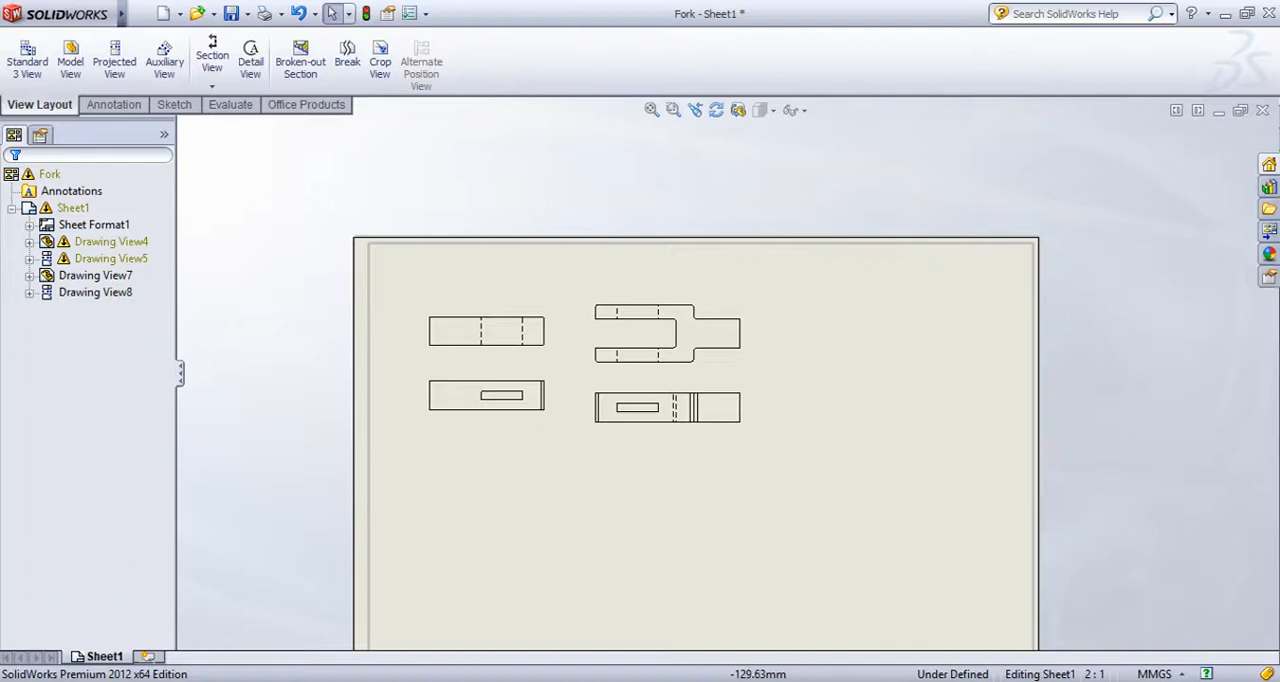 SOLIDWORKS
Fork - Sheet1 *
Search SolidWorks Help
Standard 3 View
Model View
Projected View
Auxiliary View
Section View
Detail View
Broken-out Section
Break
Crop View
Alternate Position View
View Layout
Annotation
Sketch
Evaluate
Office Products
Fork
Annotations
Sheet1
Sheet Format1
Drawing View4
Drawing View5
Drawing View7
Drawing View8
Sheet1
SolidWorks Premium 2012 x64 Edition
-129.63mm
Under Defined
Editing Sheet1
2 : 1
MMGS